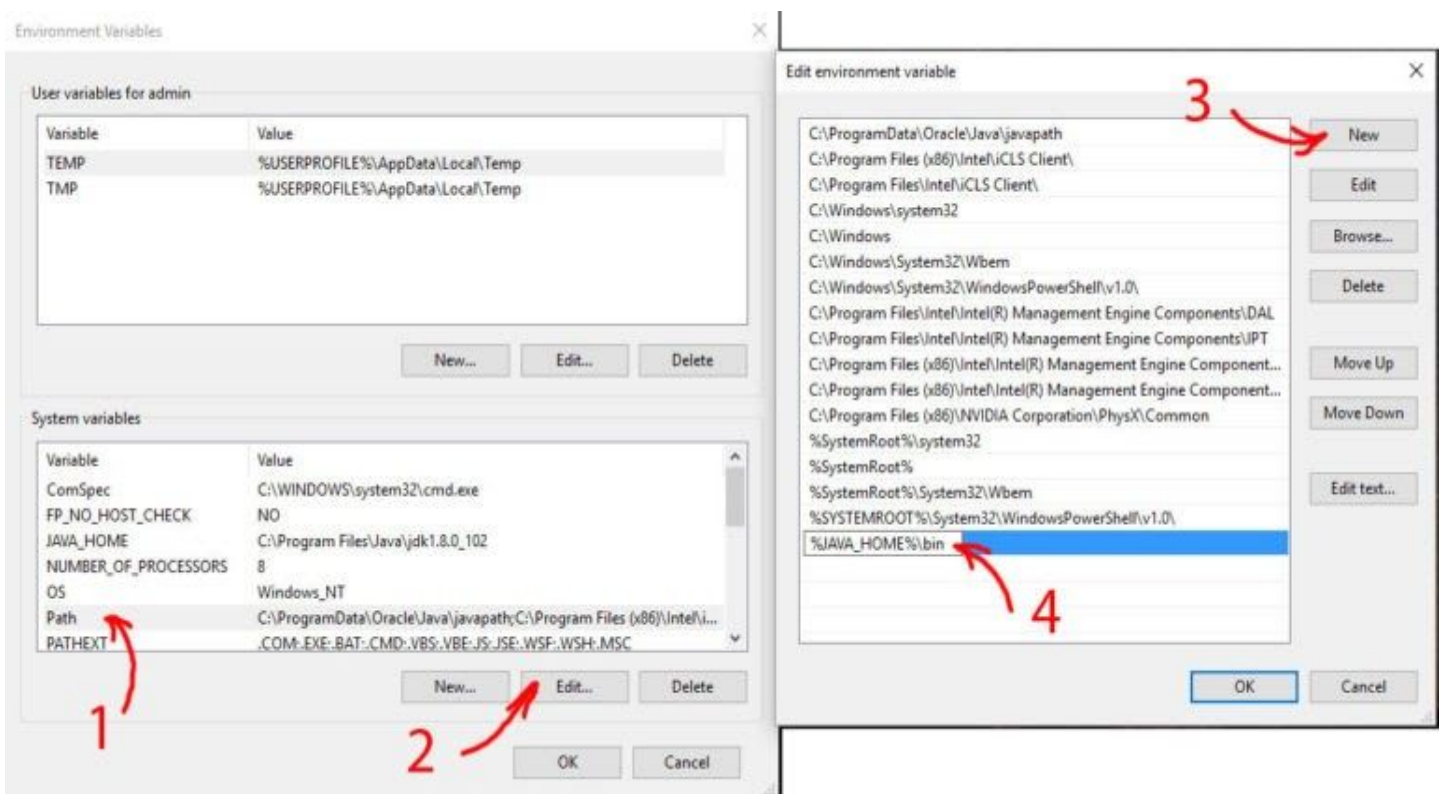 Environment Variables
User variables for admin
Variable Value
TEMP %USERPROFILE%\AppData\Local\Temp
TMP %USERPROFILE%\AppData\Local\Temp
New... Edit... Delete
System variables
Variable Value
ComSpec C:\WINDOWS\system32\cmd.exe
FP_NO_HOST_CHECK NO
JAVA_HOME C:\Program Files\Java\jdk1.8.0_102
NUMBER_OF_PROCESSORS 8
OS Windows_NT
Path C:\ProgramData\Oracle\Java\javapath;C:\Program Files (x86)\Intel\i...
PATHEXT .COM;.EXE;.BAT;.CMD;.VBS;.VBE;.JS;.JSE;.WSF;.WSH;.MSC
1
New... Edit... Delete
2
OK Cancel
Edit environment variable
3
C:\ProgramData\Oracle\Java\javapath
C:\Program Files (x86)\Intel\iCLS Client\
C:\Program Files\Intel\iCLS Client\
C:\Windows\system32
C:\Windows
C:\Windows\System32\Wbem
C:\Windows\System32\WindowsPowerShell\v1.0\
C:\Program Files\Intel\Intel(R) Management Engine Components\DAL
C:\Program Files\Intel\Intel(R) Management Engine Components\IPT
C:\Program Files (x86)\Intel\Intel(R) Management Engine Component...
C:\Program Files (x86)\Intel\Intel(R) Management Engine Component...
C:\Program Files (x86)\NVIDIA Corporation\PhysX\Common
%SystemRoot%\system32
%SystemRoot%
%SystemRoot%\System32\Wbem
%SYSTEMROOT%\System32\WindowsPowerShell\v1.0\
%JAVA_HOME%\bin
4
New
Edit
Browse...
Delete
Move Up
Move Down
Edit text...
OK Cancel